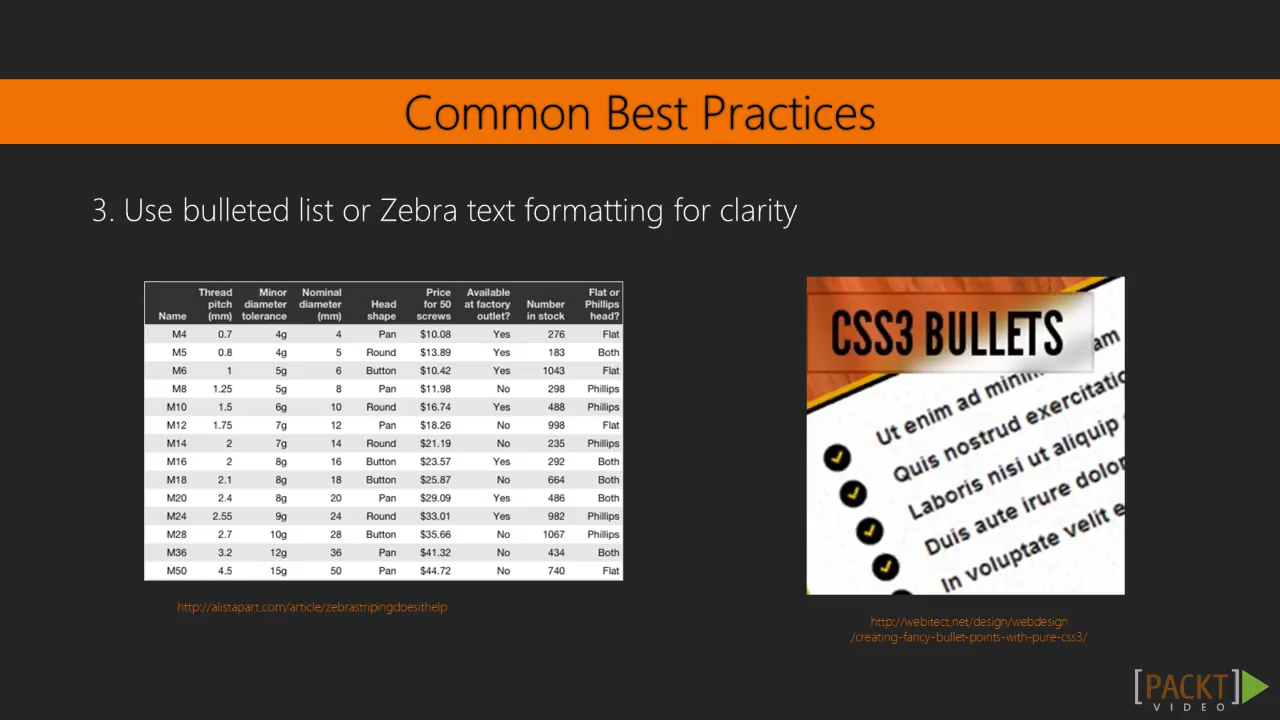 Common Best Practices
3. Use bulleted list or Zebra text formatting for clarity
Name Thread pitch (mm) Minor diameter tolerance Nominal diameter (mm) Head shape Price for 50 screws Available at factory outlet? Number in stock Flat or Phillips head?
M4 0.7 4g 4 Pan $10.08 Yes 276 Flat
M5 0.8 4g 5 Round $13.89 Yes 183 Both
M6 1 5g 6 Button $10.42 Yes 1043 Flat
M8 1.25 5g 8 Pan $11.98 No 298 Phillips
M10 1.5 6g 10 Round $16.74 Yes 488 Phillips
M12 1.75 7g 12 Pan $18.26 No 998 Flat
M14 2 7g 14 Round $21.19 No 235 Phillips
M16 2 8g 16 Button $23.57 Yes 292 Both
M18 2.1 8g 18 Button $25.87 No 664 Both
M20 2.4 8g 20 Pan $29.09 Yes 486 Both
M24 2.55 9g 24 Round $33.01 Yes 982 Phillips
M28 2.7 10g 28 Button $35.66 No 1067 Phillips
M36 3.2 12g 36 Pan $41.32 No 434 Both
M50 4.5 15g 50 Pan $44.72 No 740 Flat
http://alistapart.com/article/zebrastripingdoesithelp
CSS3 BULLETS
Ut enim ad minim am
Quis nostrud exercitatio
Laboris nisi ut aliquip
Duis aute irure dolor
In voluptate velit e
http://webitect.net/design/webdesign
/creating-fancy-bullet-points-with-pure-css3/
[PACKT]
VIDEO